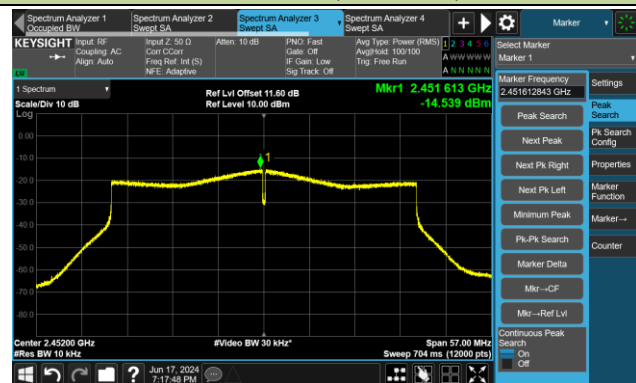 Spectrum Analyzer 1
Occupied BW
Spectrum Analyzer 2
Swept SA
Spectrum Analyzer 3
Swept SA
Spectrum Analyzer 4
Swept SA
Marker
KEYSIGHT
Input: RF
Coupling: AC
Align: Auto
Input Z: 50 Ω
Corr CCorr
Freq Ref: Int (S)
NFE: Adaptive
Atten: 10 dB
PNO: Fast
Gate: Off
IF Gain: Low
Sig Track: Off
Avg Type: Power (RMS)
Avg|Hold: 100/100
Trig: Free Run
1 2 3 4 5 6
A WW WW WW
A N N N N N
Select Marker
Marker 1
1 Spectrum
Scale/Div 10 dB
Log
Ref Lvl Offset 11.60 dB
Ref Level 10.00 dBm
Mkr1 2.451 613 GHz
-14.539 dBm
Marker Frequency
2.451612843 GHz
Peak Search
Next Peak
Next Pk Right
Next Pk Left
Minimum Peak
Pk-Pk Search
Marker Delta
Mkr→CF
Mkr→Ref Lvl
Continuous Peak
Search
On
Off
Settings
Peak
Search
Pk Search
Config
Properties
Marker
Function
Marker→
Counter
0.00
-10.0
-20.0
-30.0
-40.0
-50.0
-60.0
-70.0
-80.0
1
Center 2.45200 GHz
#Res BW 10 kHz
#Video BW 30 kHz*
Span 57.00 MHz
Sweep 704 ms (12000 pts)
Jun 17, 2024
7:17:48 PM